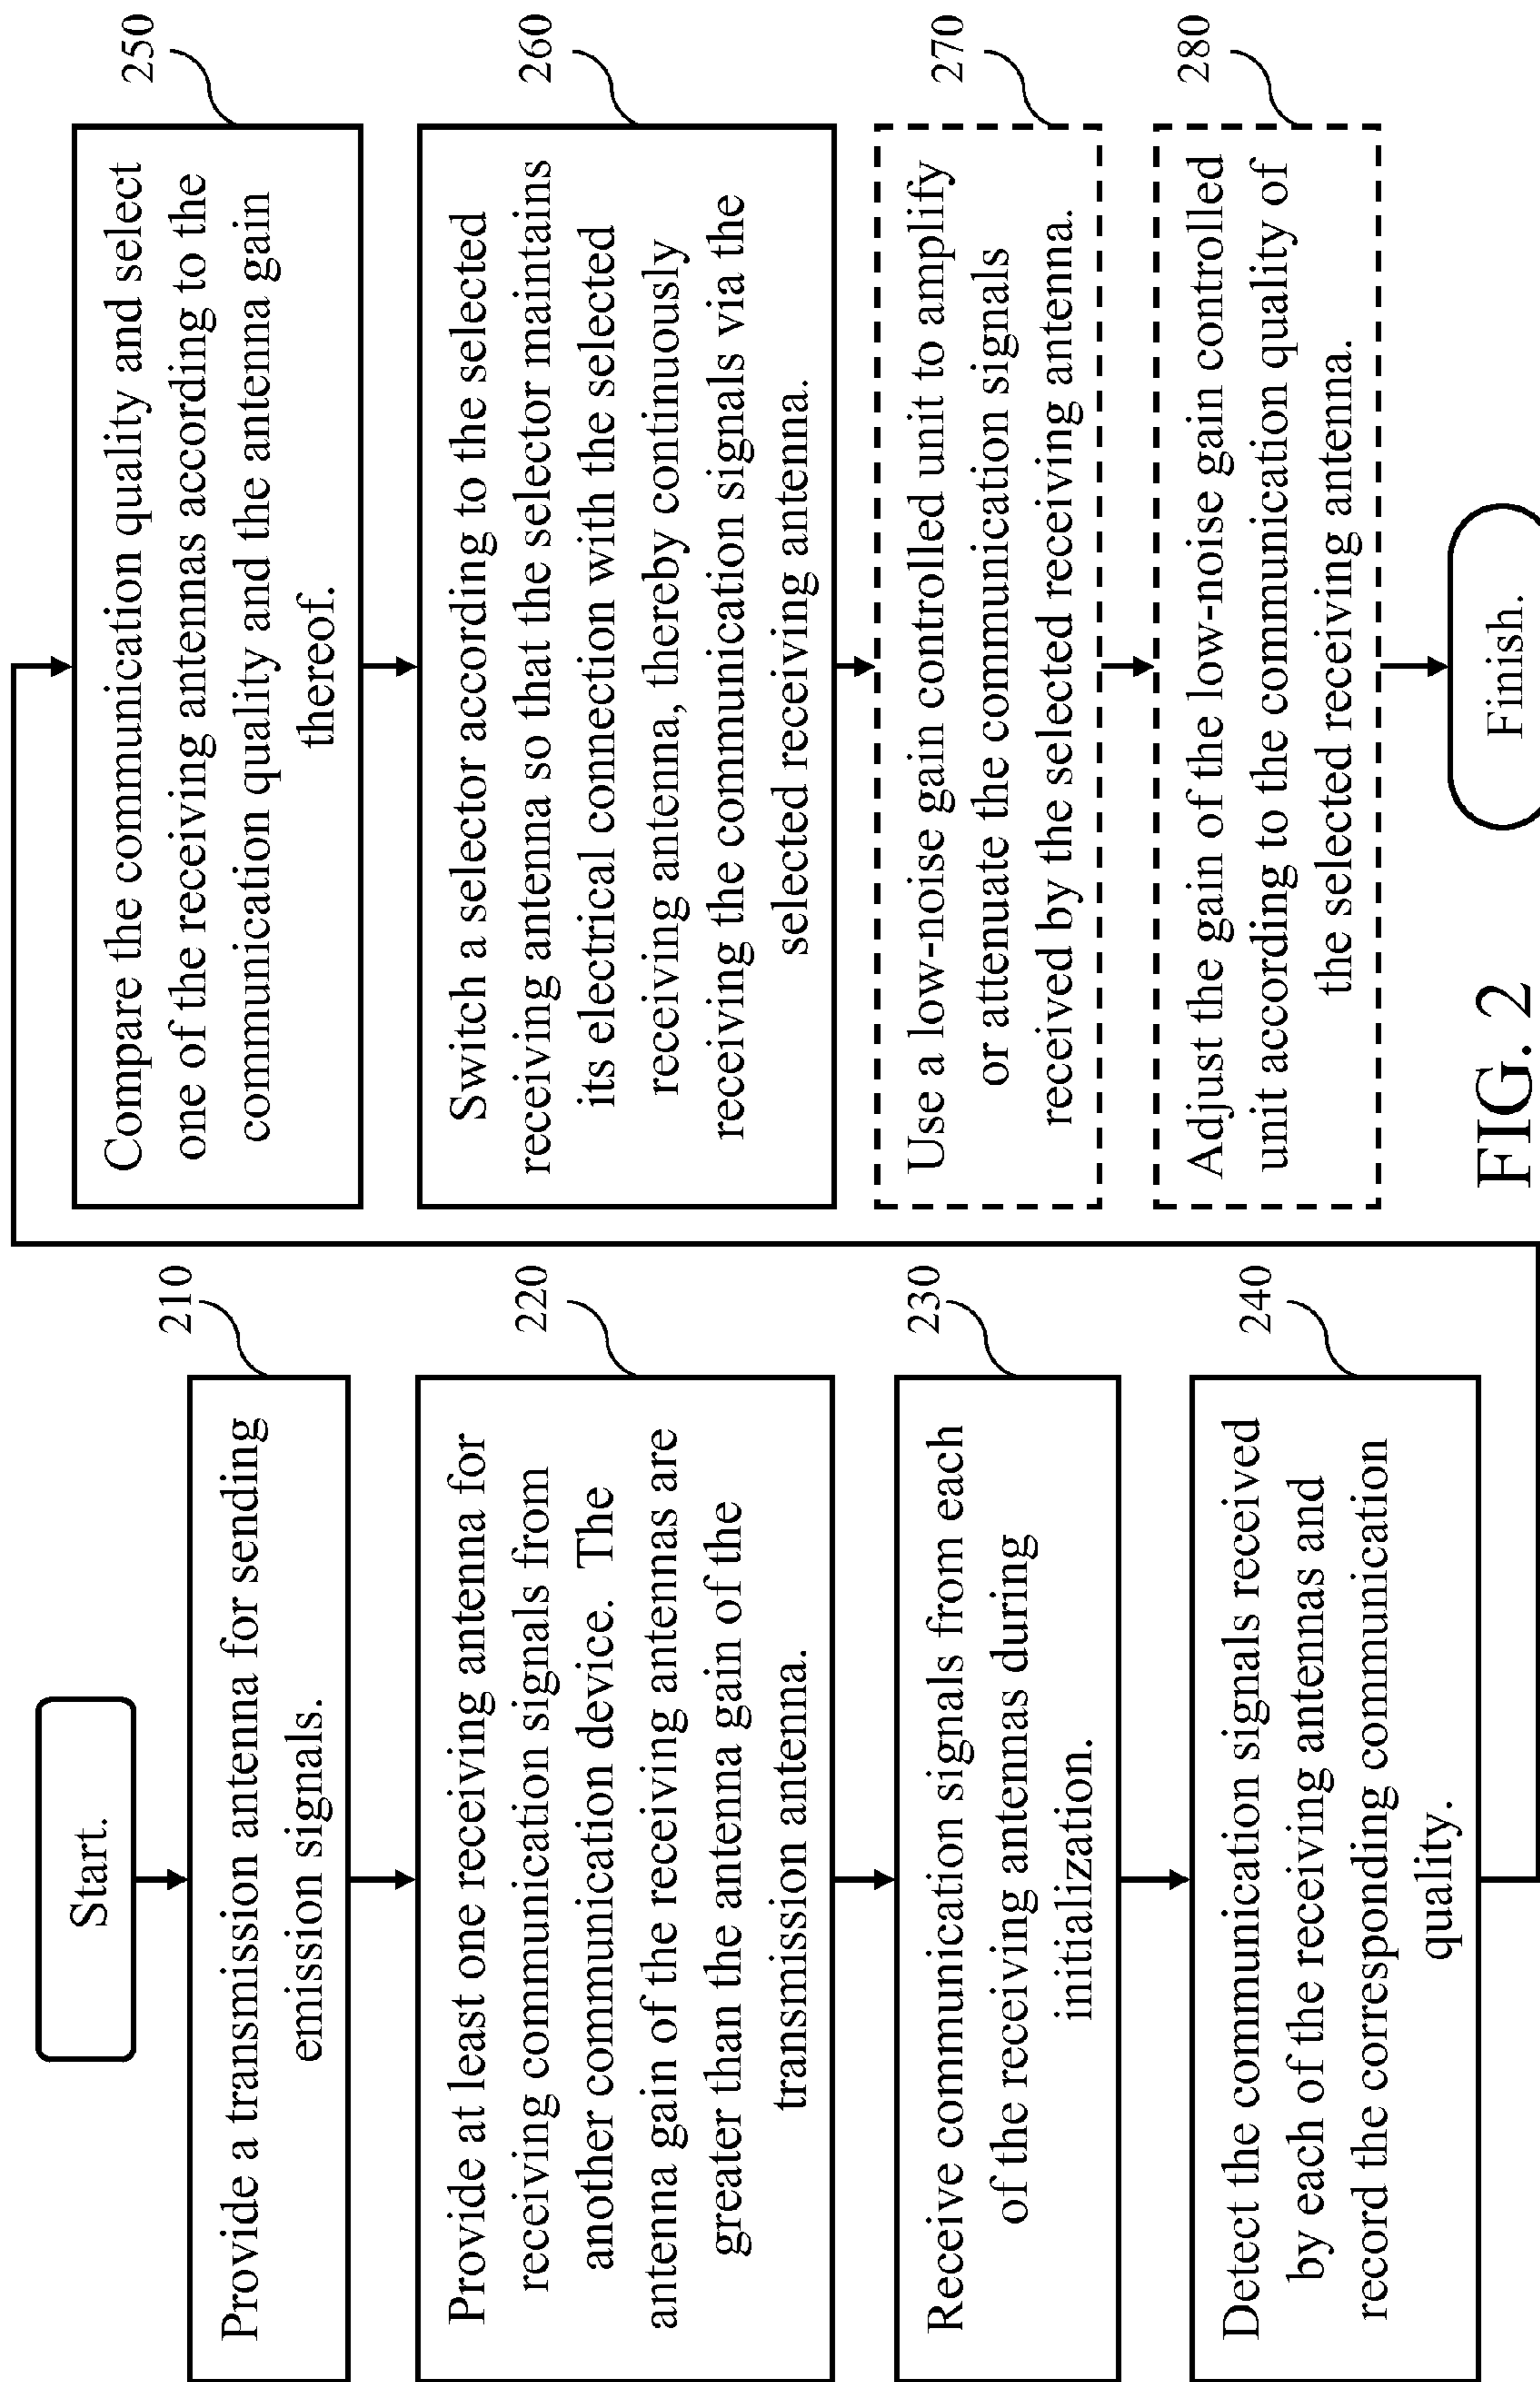 Start.
210
Provide a transmission antenna for sending
emission signals.
220
Provide at least one receiving antenna for
receiving communication signals from
another communication device. The
antenna gain of the receiving antennas are
greater than the antenna gain of the
transmission antenna.
230
Receive communication signals from each
of the receiving antennas during
initialization.
240
Detect the communication signals received
by each of the receiving antennas and
record the corresponding communication
quality.
250
Compare the communication quality and select
one of the receiving antennas according to the
communication quality and the antenna gain
thereof.
260
Switch a selector according to the selected
receiving antenna so that the selector maintains
its electrical connection with the selected
receiving antenna, thereby continuously
receiving the communication signals via the
selected receiving antenna.
270
Use a low-noise gain controlled unit to amplify
or attenuate the communication signals
received by the selected receiving antenna.
280
Adjust the gain of the low-noise gain controlled
unit according to the communication quality of
the selected receiving antenna.
Finish.
FIG. 2